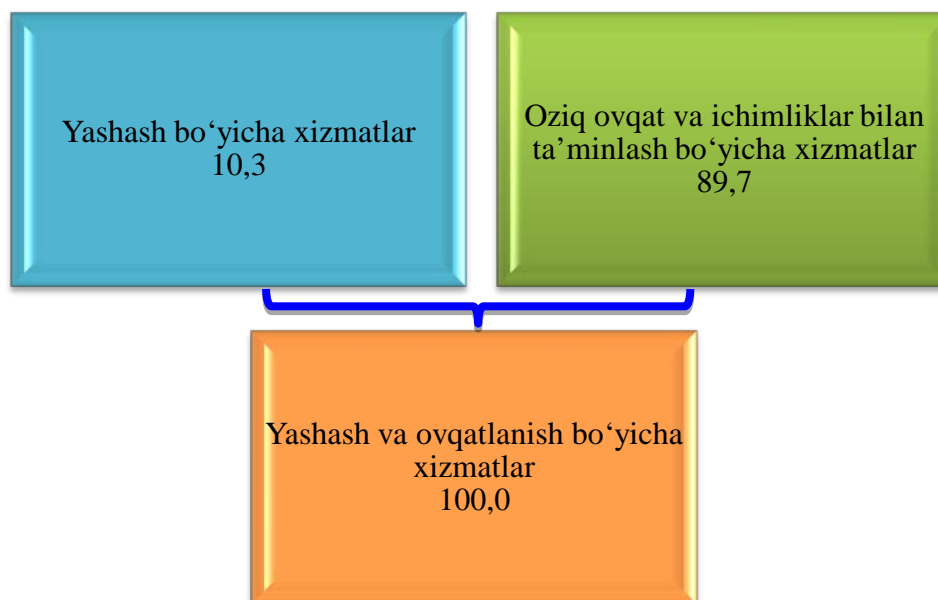 Yashash bo‘yicha xizmatlar
10,3
Oziq ovqat va ichimliklar bilan
ta’minlash bo‘yicha xizmatlar
89,7
Yashash va ovqatlanish bo‘yicha
xizmatlar
100,0